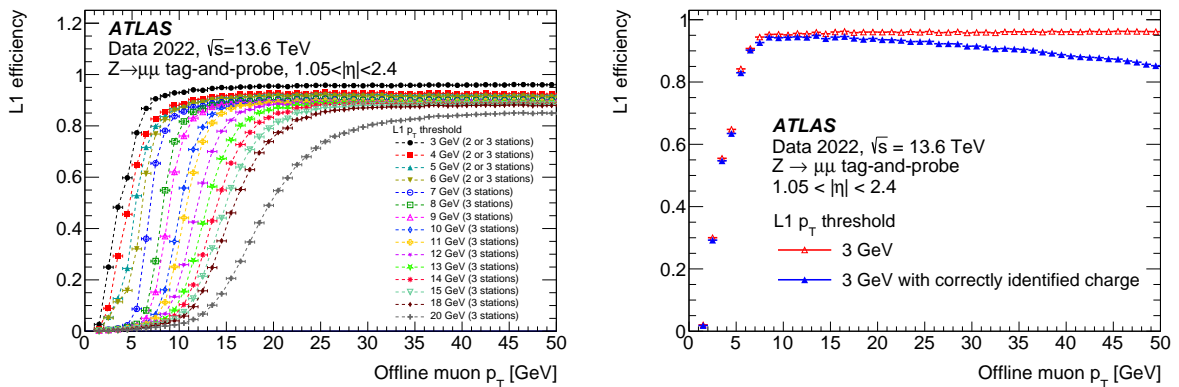 ATLAS
Data 2022, √s=13.6 TeV
Z→μμ tag-and-probe, 1.05<|η|<2.4
L1 efficiency
1.2
1
0.8
0.6
0.4
0.2
0
L1 p_T threshold
3 GeV (2 or 3 stations)
4 GeV (2 or 3 stations)
5 GeV (2 or 3 stations)
6 GeV (2 or 3 stations)
7 GeV (3 stations)
8 GeV (3 stations)
9 GeV (3 stations)
10 GeV (3 stations)
11 GeV (3 stations)
12 GeV (3 stations)
13 GeV (3 stations)
14 GeV (3 stations)
15 GeV (3 stations)
18 GeV (3 stations)
20 GeV (3 stations)
0 5 10 15 20 25 30 35 40 45 50
Offline muon p_T [GeV]
L1 efficiency
1
0.8
0.6
0.4
0.2
0
ATLAS
Data 2022, √s = 13.6 TeV
Z → μμ tag-and-probe
1.05 < |η| < 2.4
L1 p_T threshold
3 GeV
3 GeV with correctly identified charge
0 5 10 15 20 25 30 35 40 45 50
Offline muon p_T [GeV]